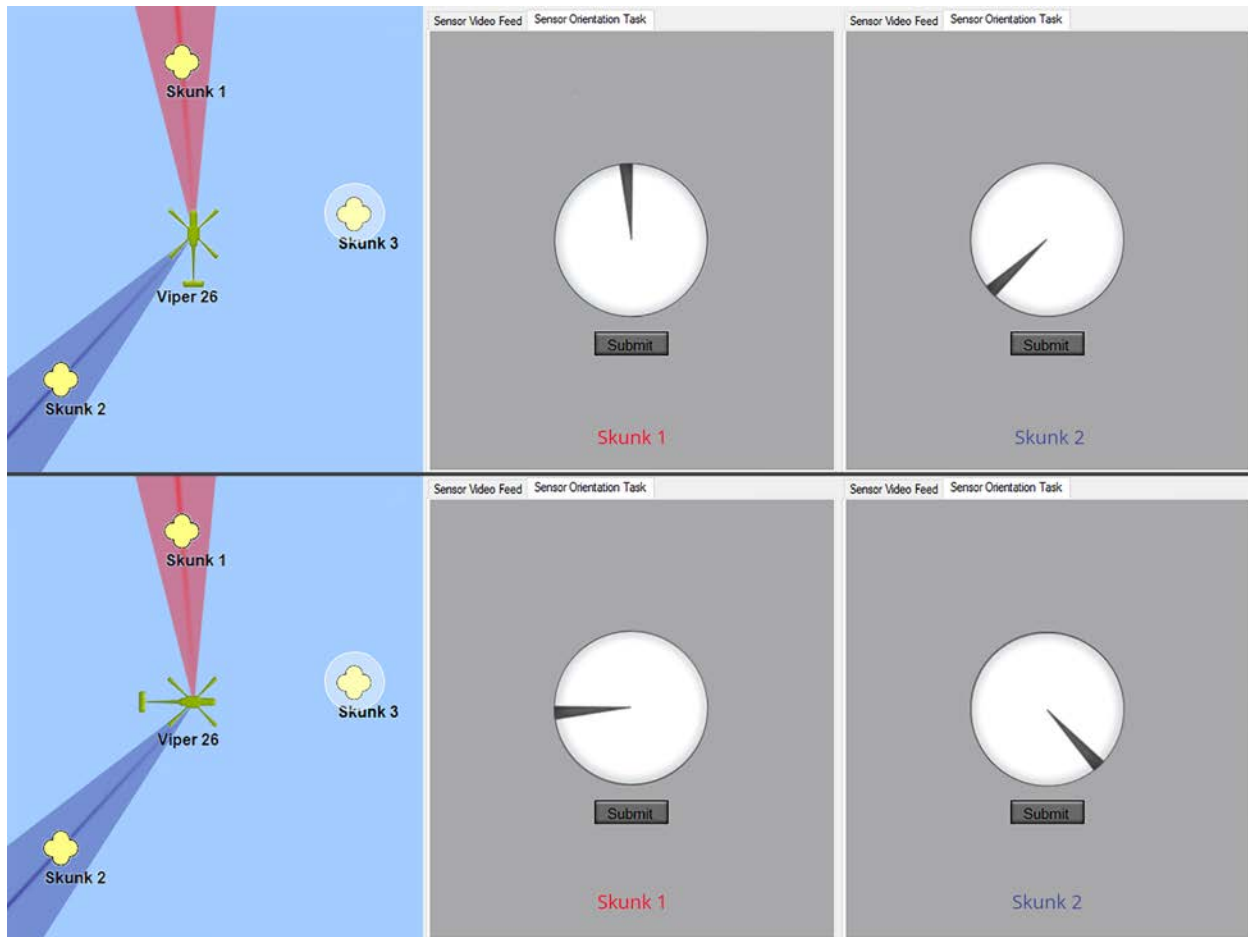 Sensor Video Feed Sensor Orientation Task Sensor Video Feed Sensor Orientation Task
Skunk 1
Skunk 3
Viper 26
Submit Submit
Skunk 2
Skunk 1 Skunk 2
Sensor Video Feed Sensor Orientation Task Sensor Video Feed Sensor Orientation Task
Skunk 1
Skunk 3
Viper 26
Submit Submit
Skunk 2
Skunk 1 Skunk 2